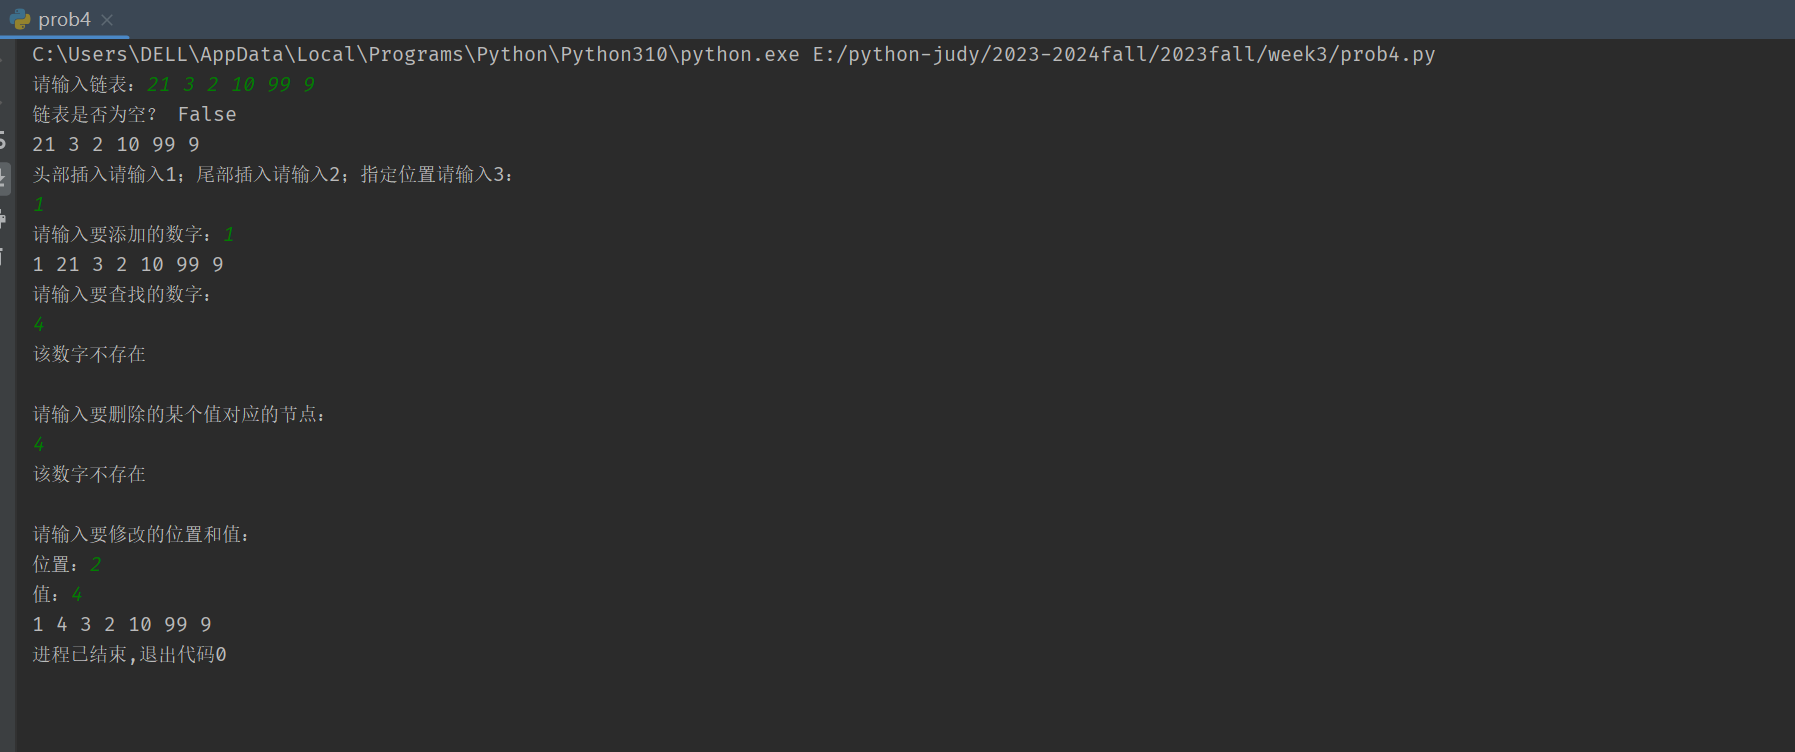 prob4
C:\Users\DELL\AppData\Local\Programs\Python\Python310\python.exe E:/python-judy/2023-2024fall/2023fall/week3/prob4.py
请输入链表：21 3 2 10 99 9
链表是否为空？ False
21 3 2 10 99 9
头部插入请输入1；尾部插入请输入2；指定位置请输入3：
1
请输入要添加的数字：1
1 21 3 2 10 99 9
请输入要查找的数字：
4
该数字不存在
请输入要删除的某个值对应的节点：
4
该数字不存在
请输入要修改的位置和值：
位置：2
值：4
1 4 3 2 10 99 9
进程已结束,退出代码0